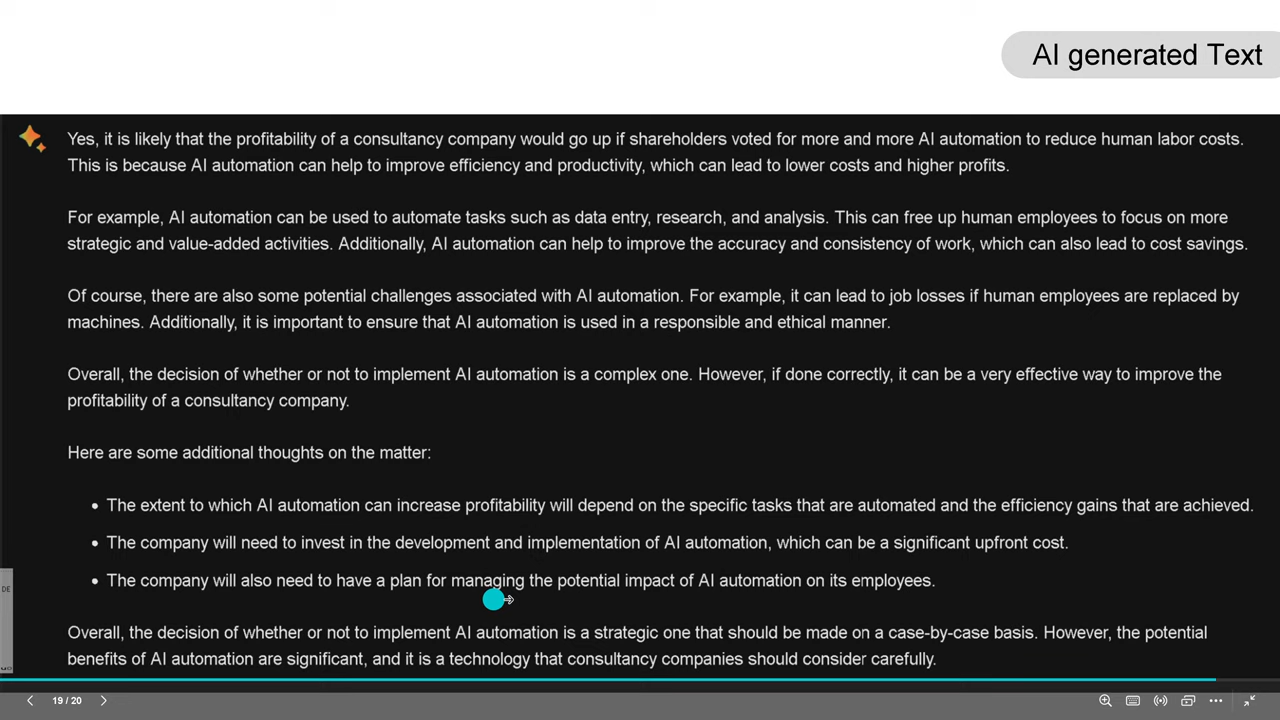 AI generated Text
Yes, it is likely that the profitability of a consultancy company would go up if shareholders voted for more and more AI automation to reduce human labor costs.
This is because AI automation can help to improve efficiency and productivity, which can lead to lower costs and higher profits.
For example, AI automation can be used to automate tasks such as data entry, research, and analysis. This can free up human employees to focus on more
strategic and value-added activities. Additionally, AI automation can help to improve the accuracy and consistency of work, which can also lead to cost savings.
Of course, there are also some potential challenges associated with AI automation. For example, it can lead to job losses if human employees are replaced by
machines. Additionally, it is important to ensure that AI automation is used in a responsible and ethical manner.
Overall, the decision of whether or not to implement AI automation is a complex one. However, if done correctly, it can be a very effective way to improve the
profitability of a consultancy company.
Here are some additional thoughts on the matter:
• The extent to which AI automation can increase profitability will depend on the specific tasks that are automated and the efficiency gains that are achieved.
• The company will need to invest in the development and implementation of AI automation, which can be a significant upfront cost.
• The company will also need to have a plan for managing the potential impact of AI automation on its employees.
DE
Overall, the decision of whether or not to implement AI automation is a strategic one that should be made on a case-by-case basis. However, the potential
benefits of AI automation are significant, and it is a technology that consultancy companies should consider carefully.
19 / 20